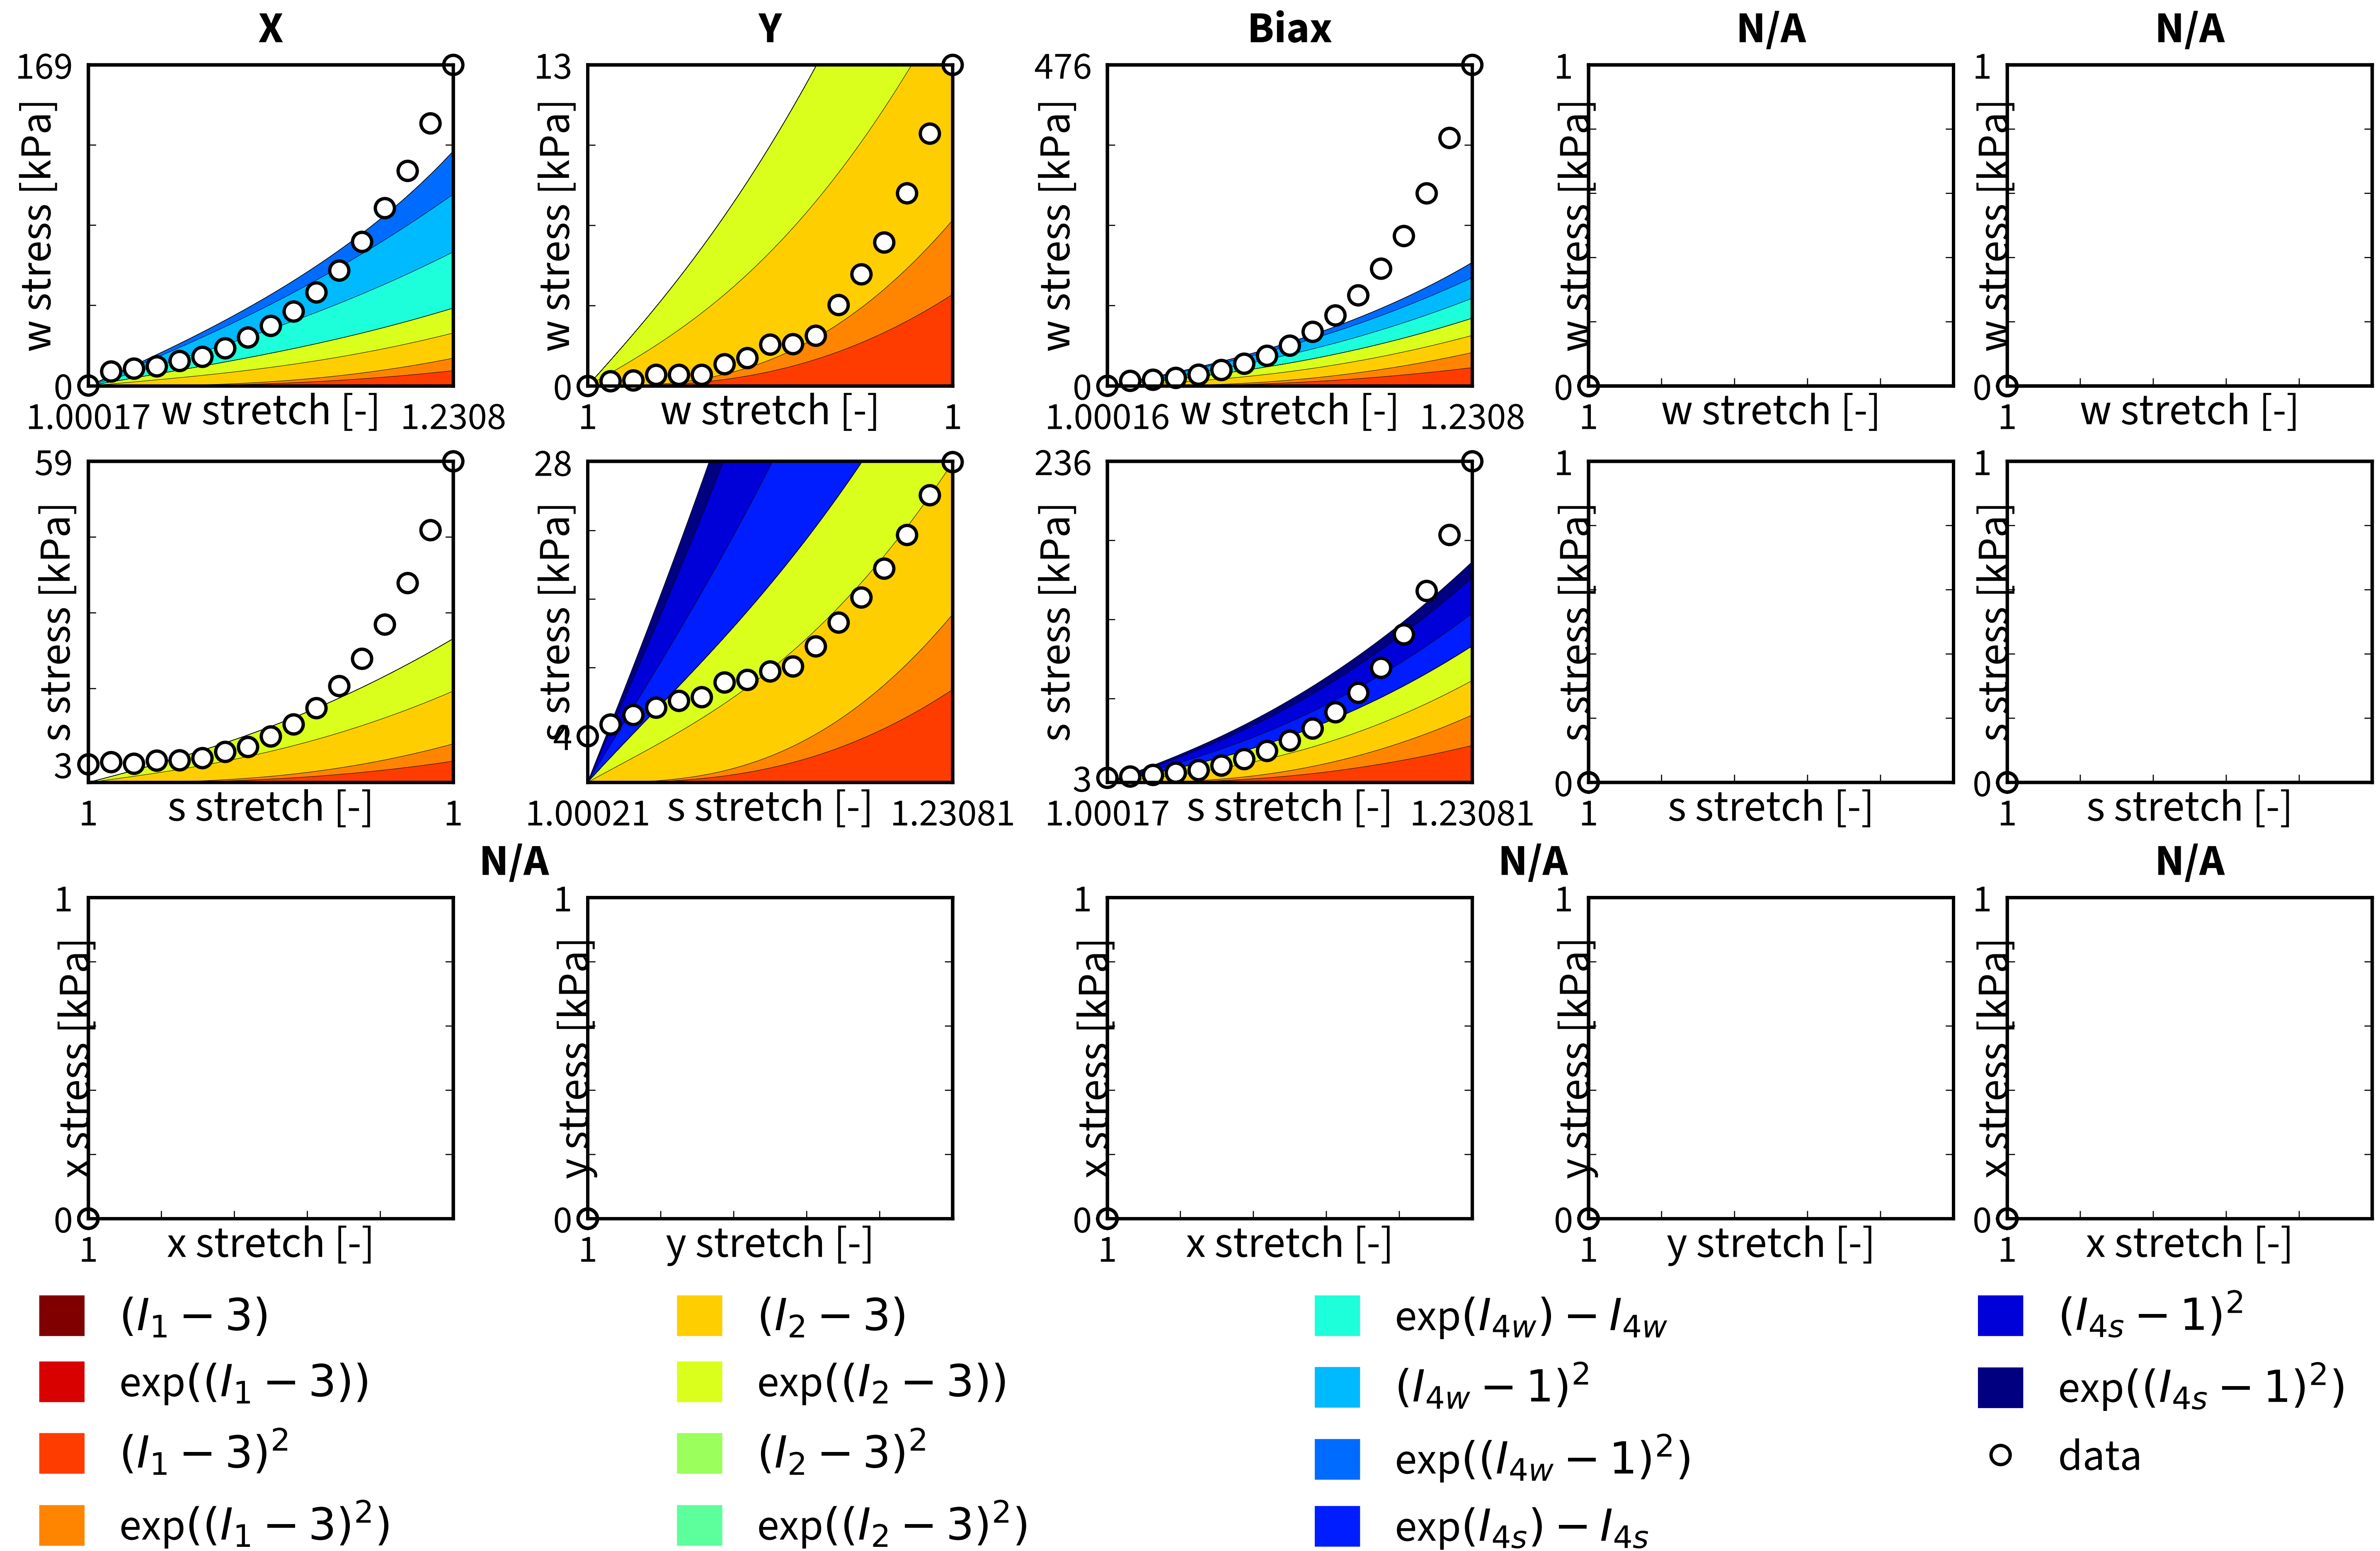 X Y Biax N/A N/A
169 13 476 1 1
w stress [kPa] w stress [kPa] w stress [kPa] w stress [kPa] w stress [kPa]
0 0 0 0 0
1.00017 w stretch [-] 1.2308 1 w stretch [-] 1 1.00016 w stretch [-] 1.2308 1 w stretch [-] 1 w stretch [-]
59 28 236 1 1
s stress [kPa] s stress [kPa] s stress [kPa] s stress [kPa] s stress [kPa]
3 4 3 0 0
1 s stretch [-] 1 1.00021 s stretch [-] 1.23081 1.00017 s stretch [-] 1.23081 1 s stretch [-] 1 s stretch [-]
N/A N/A N/A
1 1 1 1 1
x stress [kPa] y stress [kPa] x stress [kPa] y stress [kPa] x stress [kPa]
0 0 0 0 0
1 x stretch [-] 1 y stretch [-] 1 x stretch [-] 1 y stretch [-] 1 x stretch [-]
(I₁ − 3) (I₂ − 3) exp(I₄w) − I₄w (I₄s − 1)²
exp((I₁ − 3)) exp((I₂ − 3)) (I₄w − 1)² exp((I₄s − 1)²)
(I₁ − 3)² (I₂ − 3)² exp((I₄w − 1)²) data
exp((I₁ − 3)²) exp((I₂ − 3)²) exp(I₄s) − I₄s